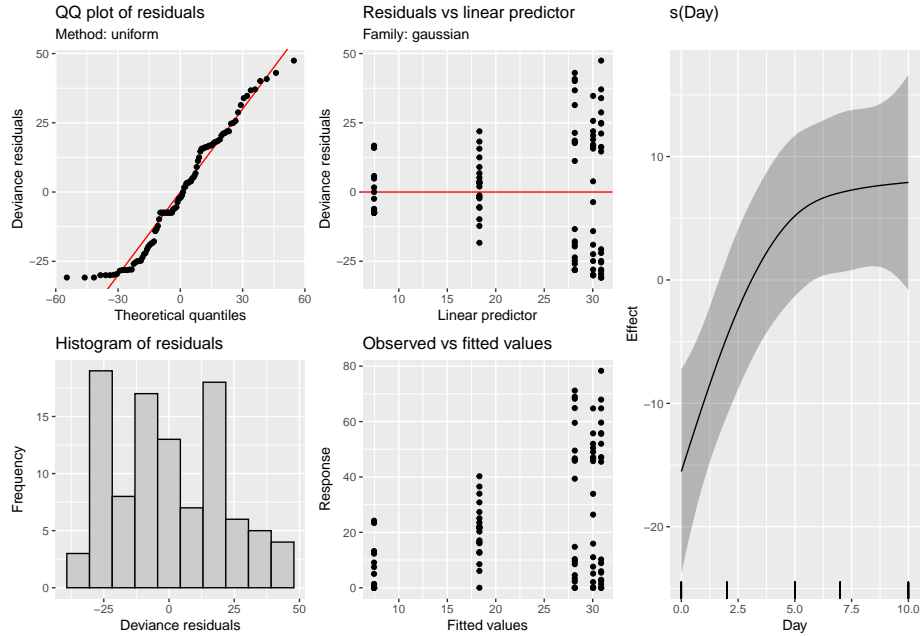 QQ plot of residuals
Method: uniform
Deviance residuals
50
25
0
−25
−60
−30
0
30
60
Theoretical quantiles
Residuals vs linear predictor
Family: gaussian
Deviance residuals
50
25
0
−25
10
15
20
25
30
Linear predictor
s(Day)
Effect
10
0
−10
−20
0.0
2.5
5.0
7.5
10.0
Day
Histogram of residuals
Frequency
15
10
5
0
−25
0
25
50
Deviance residuals
Observed vs fitted values
Response
80
60
40
20
0
10
15
20
25
30
Fitted values